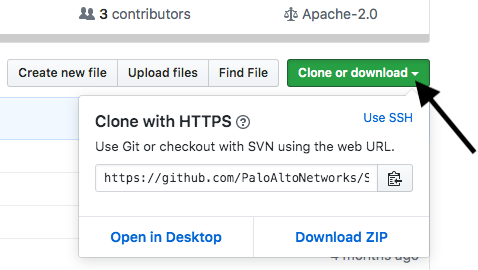 3 contributors
Apache-2.0
Create new file
Upload files
Find File
Clone or download
Clone with HTTPS
Use SSH
Use Git or checkout with SVN using the web URL.
https://github.com/PaloAltoNetworks/S
Open in Desktop
Download ZIP
4 months ago